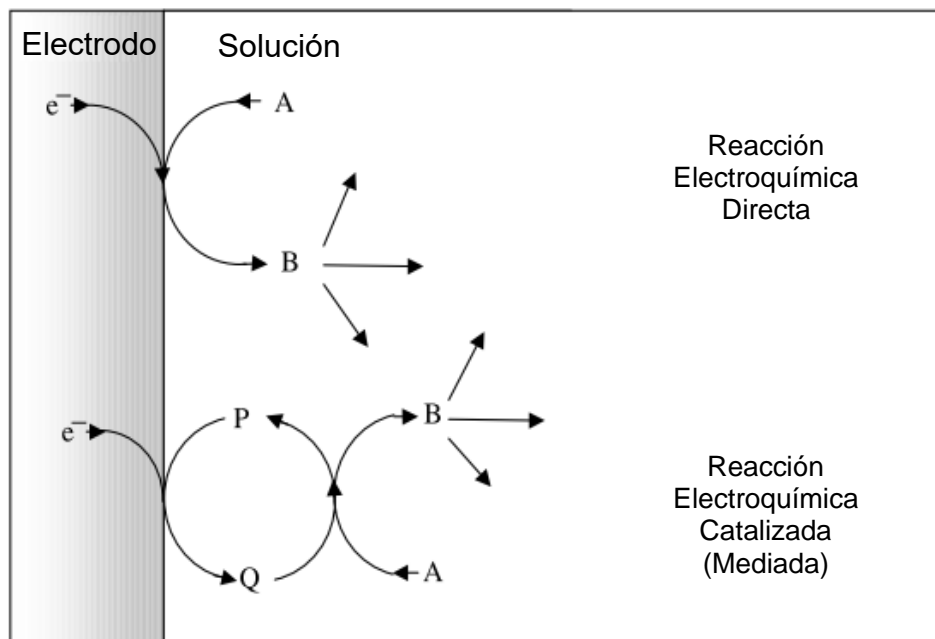 Electrodo Solución
e⁻ A
Reacción
Electroquímica
Directa
B
P B
e⁻
Reacción
Electroquímica
Catalizada
(Mediada)
Q A